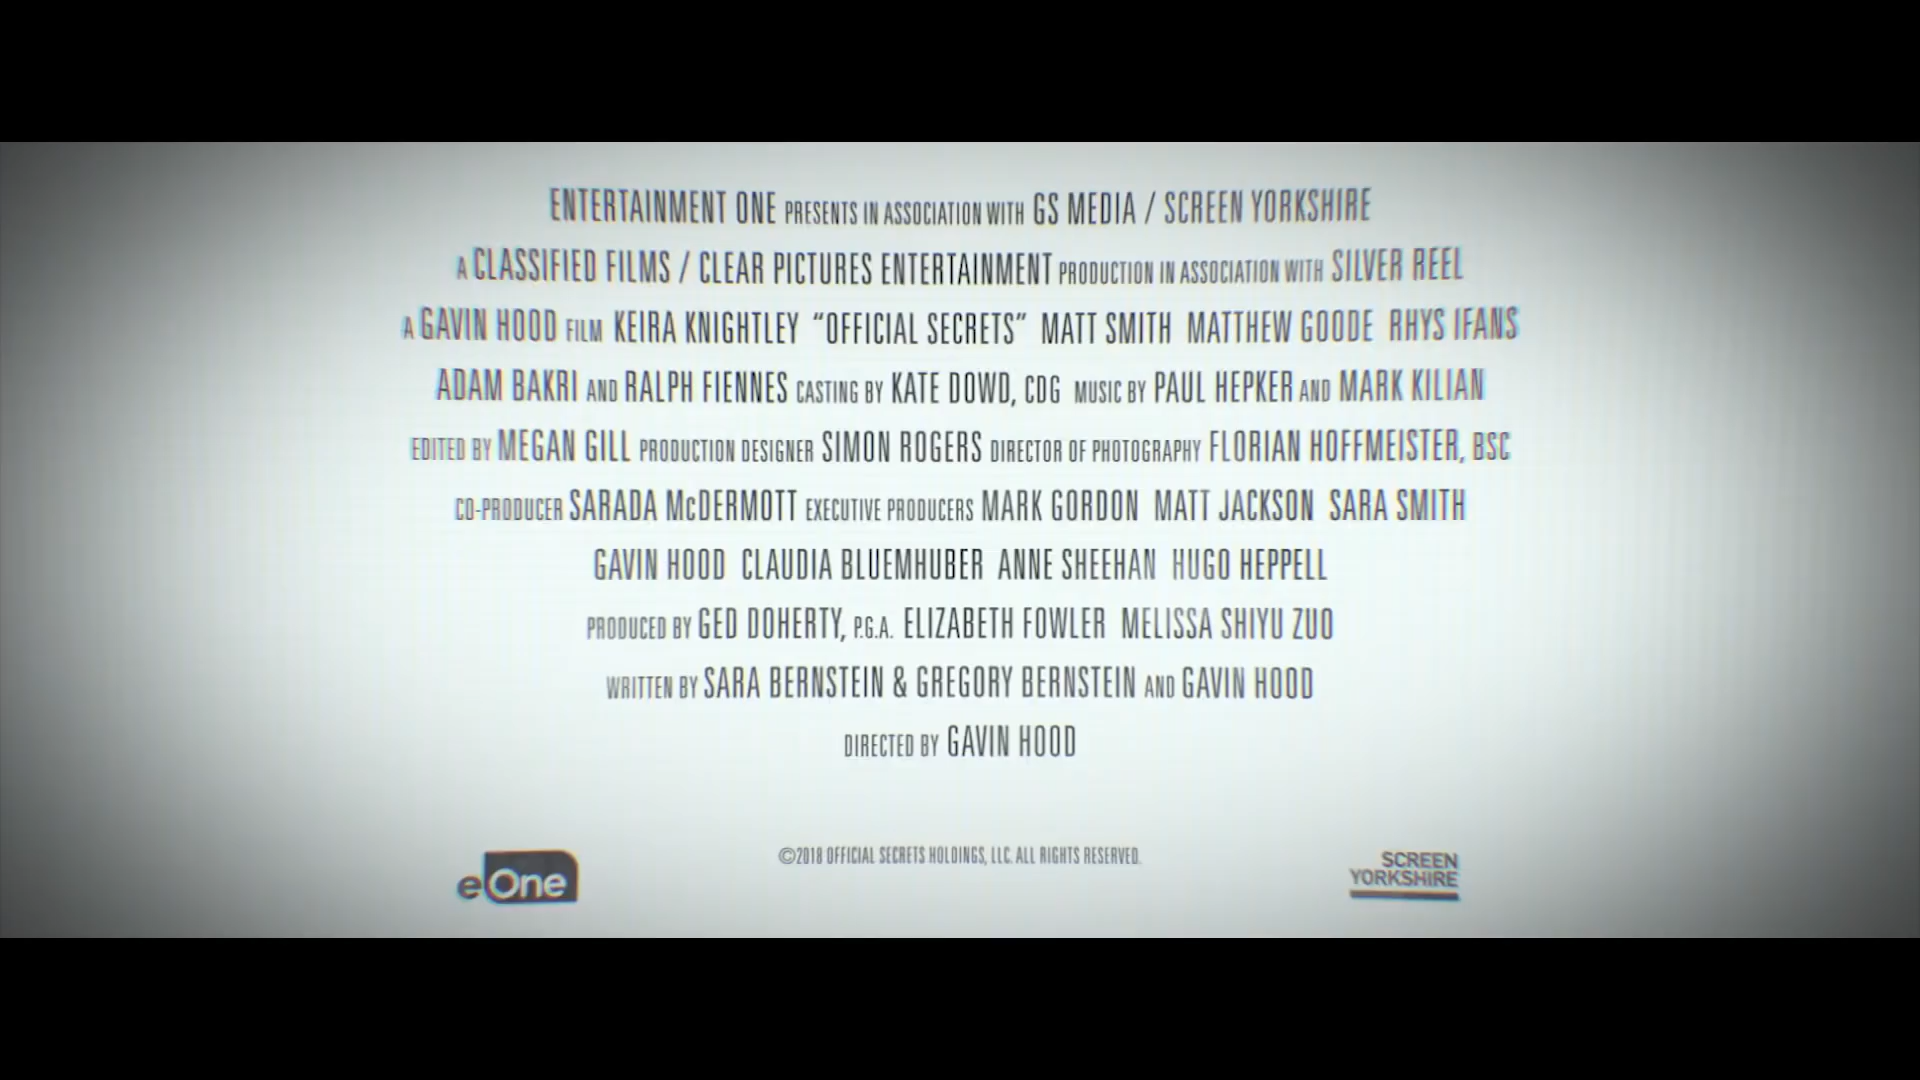 ENTERTAINMENT ONE PRESENTS IN ASSOCIATION WITH GS MEDIA / SCREEN YORKSHIRE
A CLASSIFIED FILMS / CLEAR PICTURES ENTERTAINMENT PRODUCTION IN ASSOCIATION WITH SILVER REEL
A GAVIN HOOD FILM KEIRA KNIGHTLEY “OFFICIAL SECRETS” MATT SMITH MATTHEW GOODE RHYS IFANS
ADAM BAKRI AND RALPH FIENNES CASTING BY KATE DOWD, CDG MUSIC BY PAUL HEPKER AND MARK KILIAN
EDITED BY MEGAN GILL PRODUCTION DESIGNER SIMON ROGERS DIRECTOR OF PHOTOGRAPHY FLORIAN HOFFMEISTER, BSC
CO-PRODUCER SARADA McDERMOTT EXECUTIVE PRODUCERS MARK GORDON MATT JACKSON SARA SMITH
GAVIN HOOD CLAUDIA BLUEMHUBER ANNE SHEEHAN HUGO HEPPELL
PRODUCED BY GED DOHERTY, P.G.A. ELIZABETH FOWLER MELISSA SHIYU ZUO
WRITTEN BY SARA BERNSTEIN & GREGORY BERNSTEIN AND GAVIN HOOD
DIRECTED BY GAVIN HOOD
©2018 OFFICIAL SECRETS HOLDINGS, LLC. ALL RIGHTS RESERVED.
eOne
SCREEN
YORKSHIRE